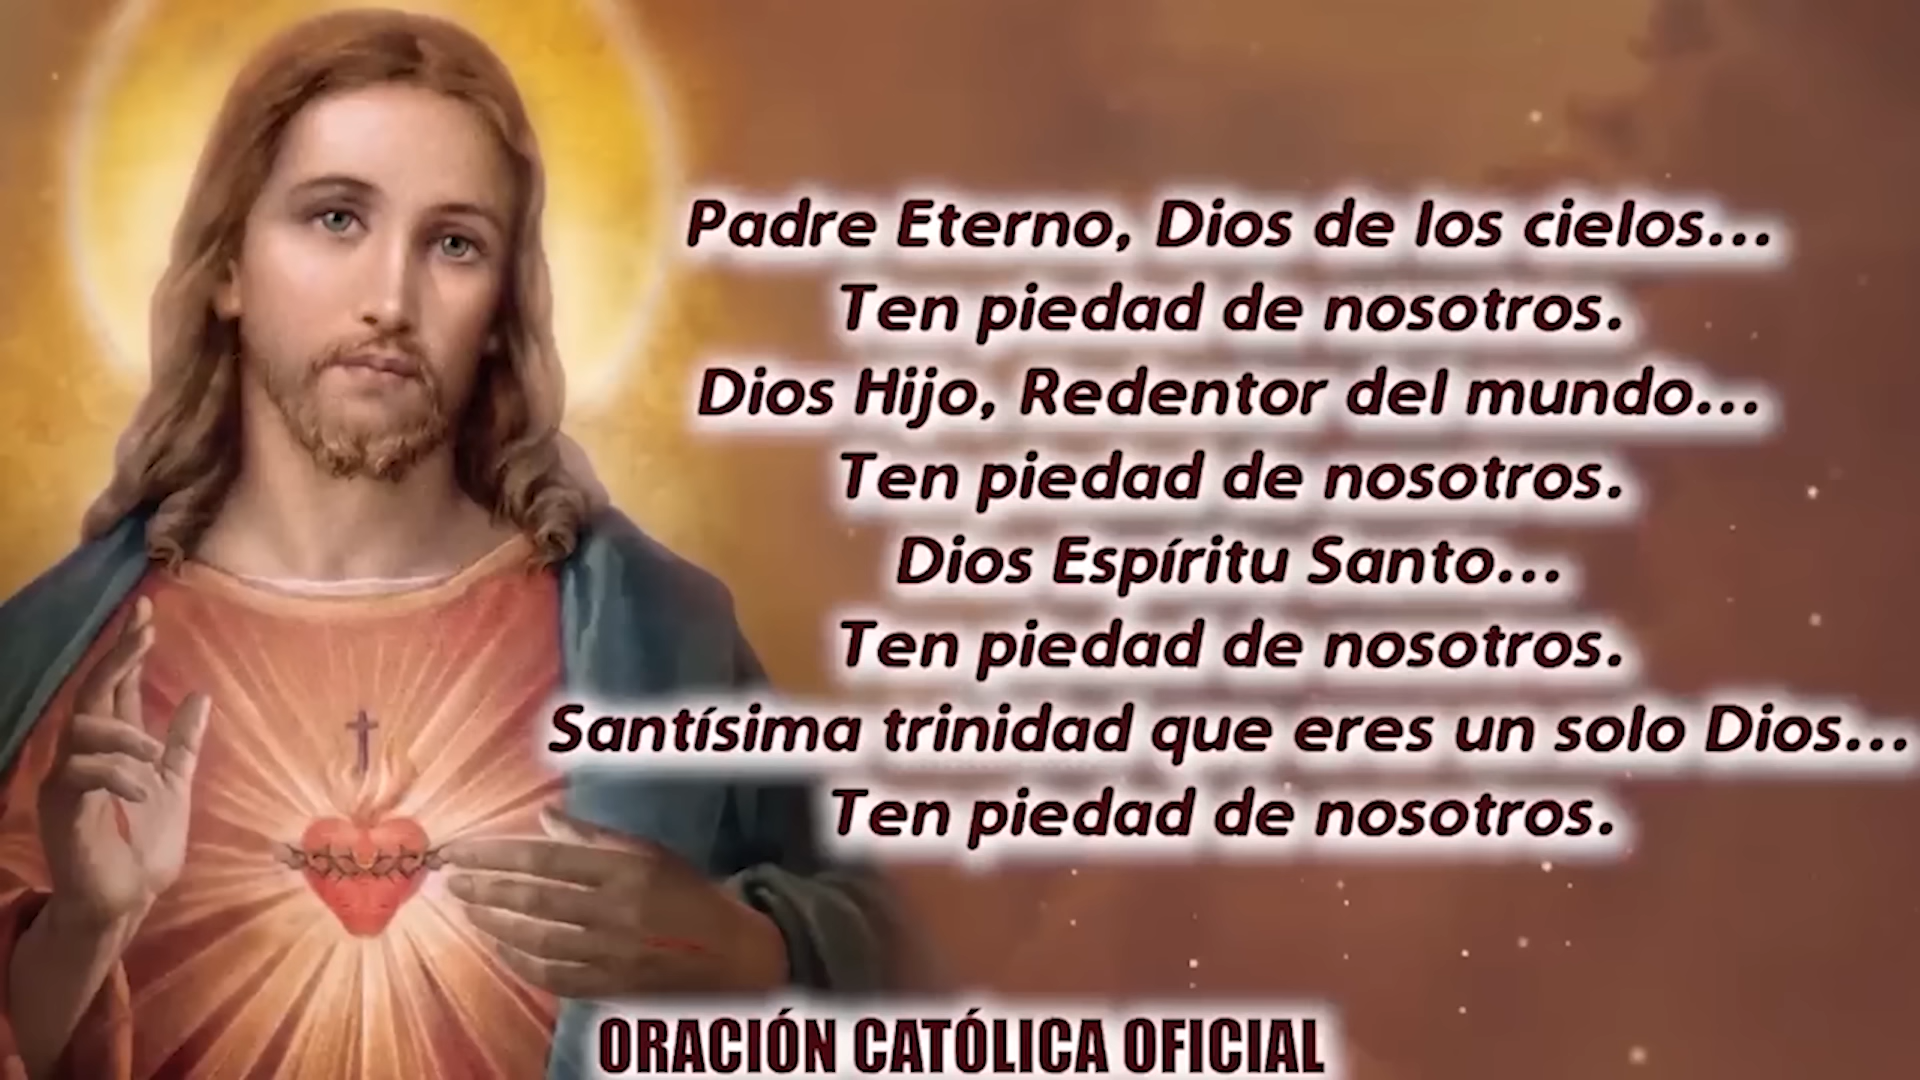 Padre Eterno, Dios de los cielos...
Ten piedad de nosotros.
Dios Hijo, Redentor del mundo...
Ten piedad de nosotros.
Dios Espíritu Santo...
Ten piedad de nosotros.
Santísima trinidad que eres un solo Dios...
Ten piedad de nosotros.
ORACIÓN CATÓLICA OFICIAL